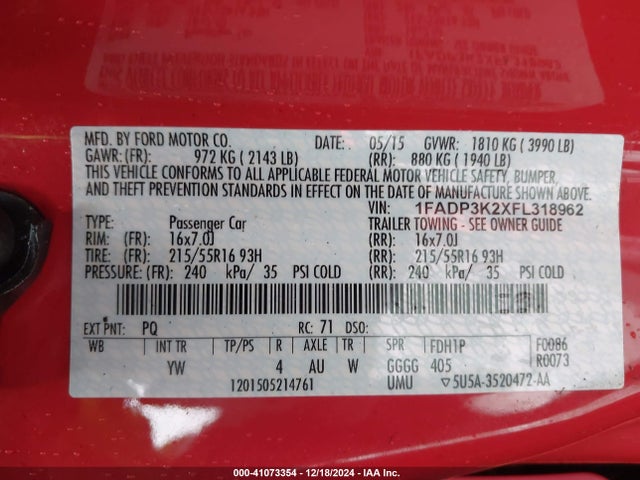 MFD. BY FORD MOTOR CO. DATE: 05/15 GVWR: 1810 KG ( 3990 LB)
GAWR: (FR): 972 KG ( 2143 LB) (RR): 880 KG ( 1940 LB)
THIS VEHICLE CONFORMS TO ALL APPLICABLE FEDERAL MOTOR VEHICLE SAFETY, BUMPER,
AND THEFT PREVENTION STANDARDS IN EFFECT ON THE DATE OF MANUFACTURE SHOWN ABOVE.
VIN: 1FADP3K2XFL318962
TYPE: Passenger Car TRAILER TOWING - SEE OWNER GUIDE
RIM: (FR): 16x7.0J (RR): 16x7.0J
TIRE: (FR): 215/55R16 93H (RR): 215/55R16 93H
PRESSURE: (FR): 240 kPa/ 35 PSI COLD (RR): 240 kPa/ 35 PSI COLD
EXT PNT: PQ RC: 71 DSO:
WB INT TR TP/PS R AXLE TR SPR FDH1P F0086
YW 4 AU W GGGG 405 R0073
1201505214761 UMU ▽5U5A-3520472-AA
000-41073354 | 12/18/2024 - IAA Inc.